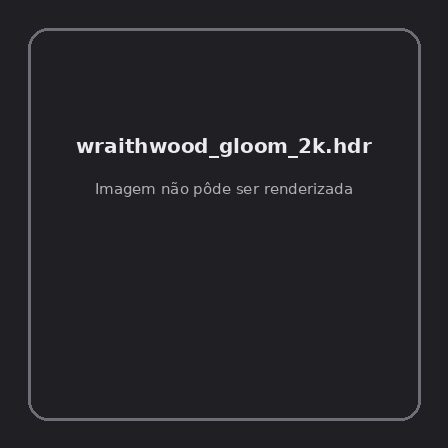 wraithwood_gloom_2k.hdr
Imagem não pôde ser renderizada